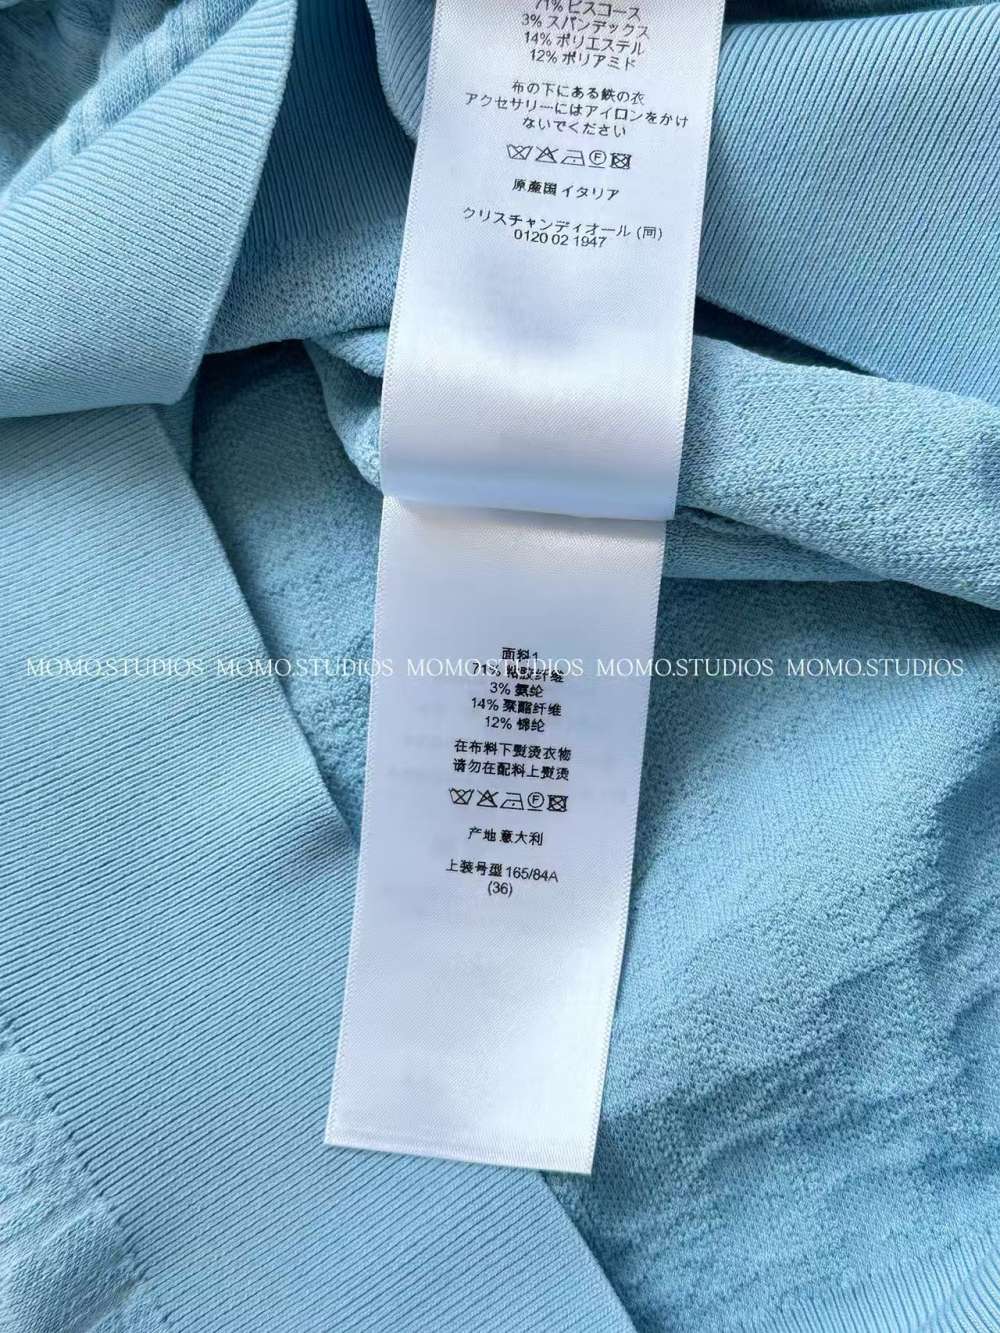 71% ビスコース
3% スパンデックス
14% ポリエステル
12% ポリアミド
布の下にある鉄の衣
アクセサリーにはアイロンをかけ
ないでください
原産国 イタリア
クリスチャンディオール (同)
0120 02 1947
面料1
MOMO.STUDIOS MOMO.STUDIOS MOMO.STUDIOS MOMO.STUDIOS MOMO.STUDIOS
71% 粘胶纤维
3% 氨纶
14% 聚酯纤维
12% 锦纶
在布料下熨烫衣物
请勿在配料上熨烫
产地 意大利
上装号型 165/84A
(36)